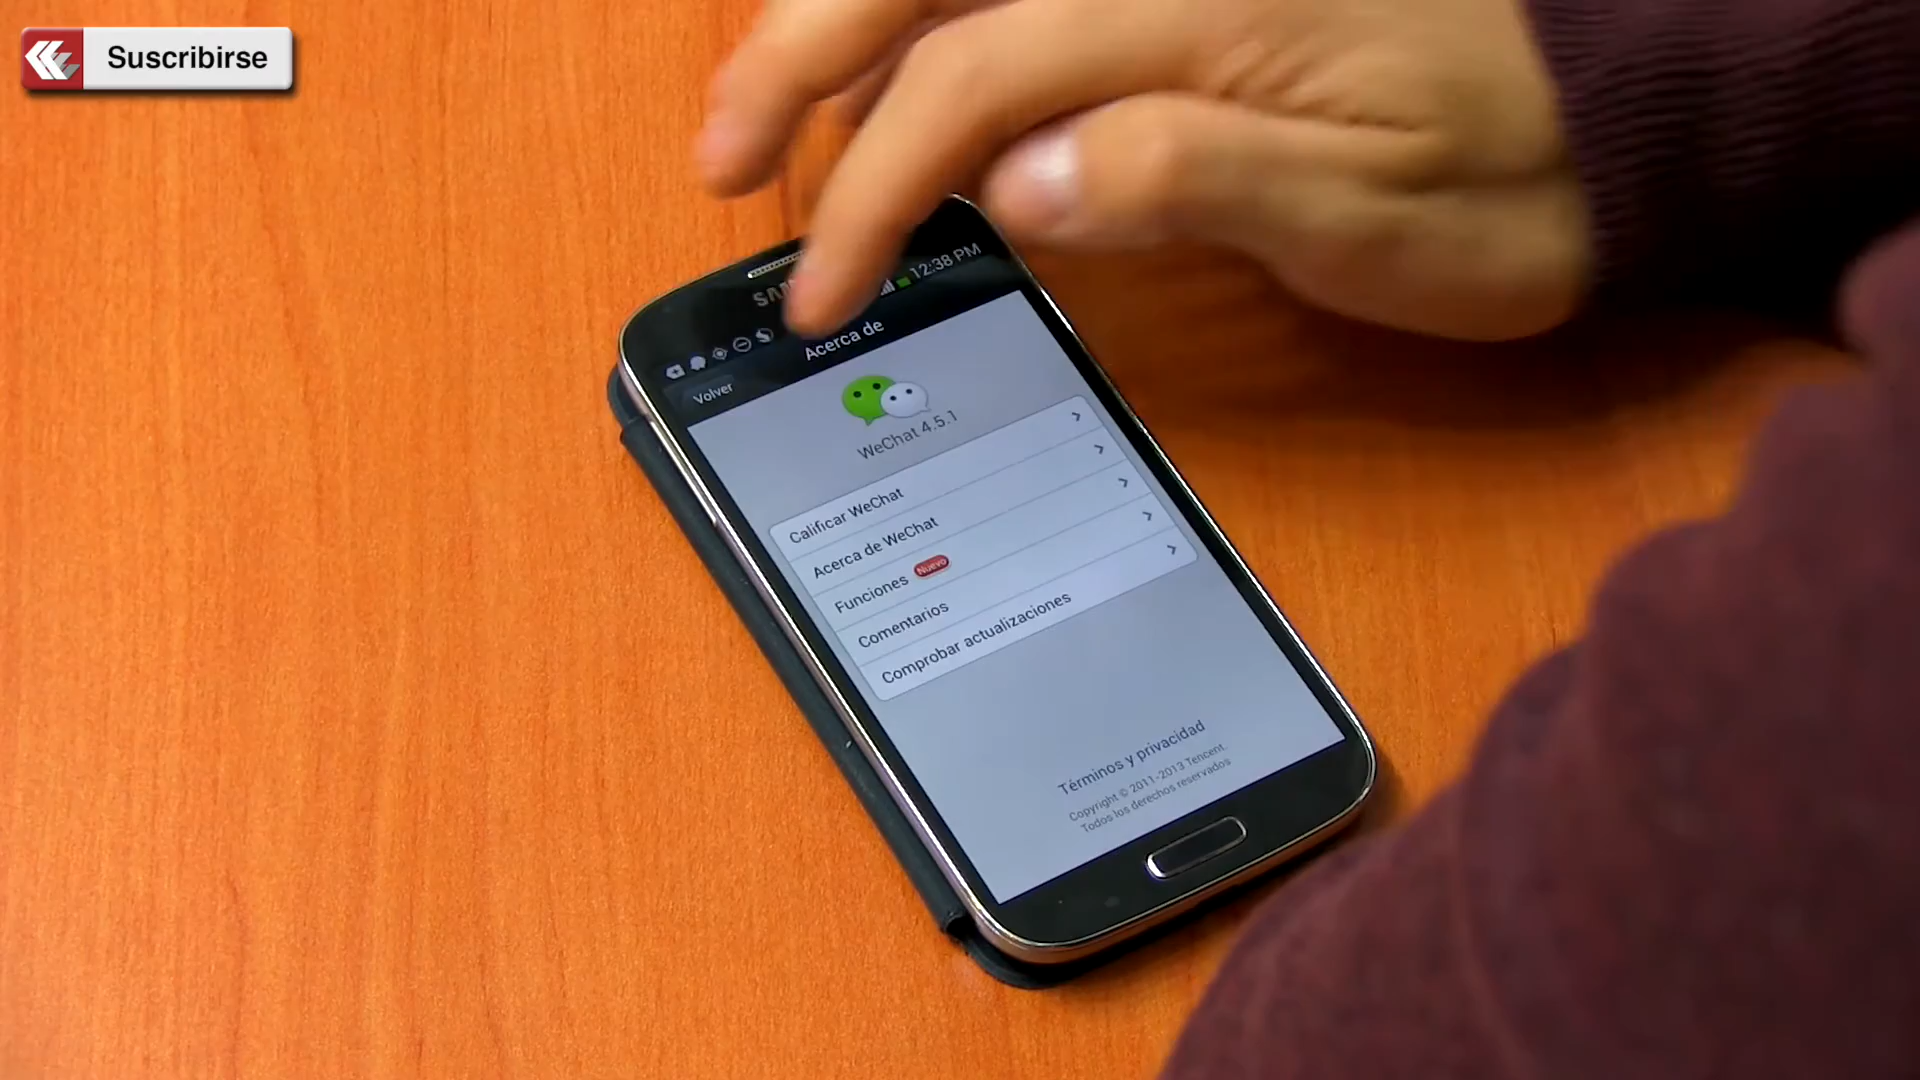 Suscribirse
12:38 PM
Acerca de
Volver
WeChat 4.5.1
Calificar WeChat
Acerca de WeChat
Funciones Nuevo
Comentarios
Comprobar actualizaciones
Términos y privacidad
Copyright © 2011-2013 Tencent.
Todos los derechos reservados